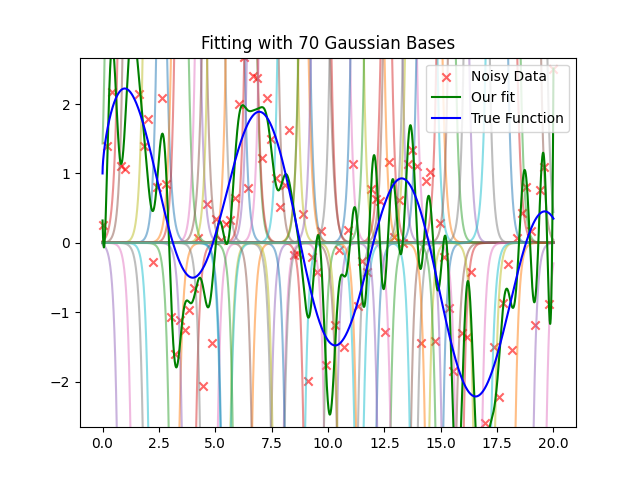 Fitting with 70 Gaussian Bases
Noisy Data
Our fit
True Function
2
1
0
−1
−2
0.0 2.5 5.0 7.5 10.0 12.5 15.0 17.5 20.0